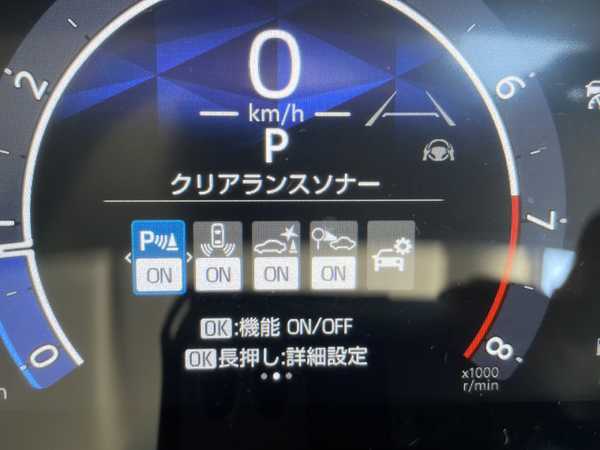 0
2
6
km/h
P
クリアランスソナー
7
P
ON
ON
ON
ON
OK:機能 ON/OFF
OK長押し:詳細設定
0
8
x1000
r/min